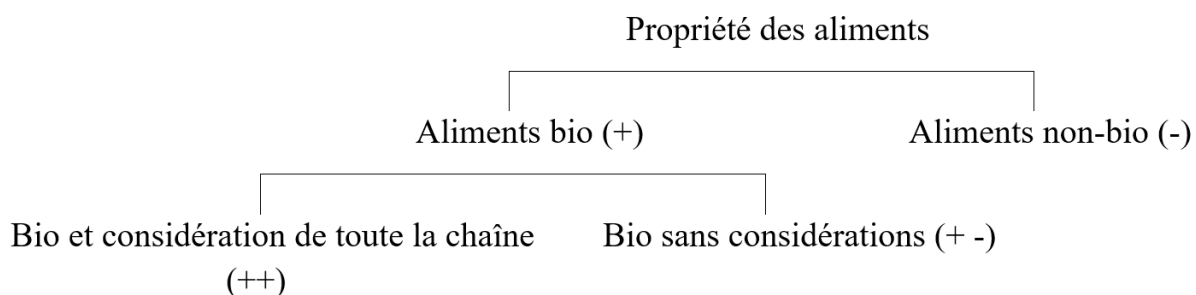 Propriété des aliments
Aliments bio (+)
Aliments non-bio (-)
Bio et considération de toute la chaîne
(++)
Bio sans considérations (+ -)